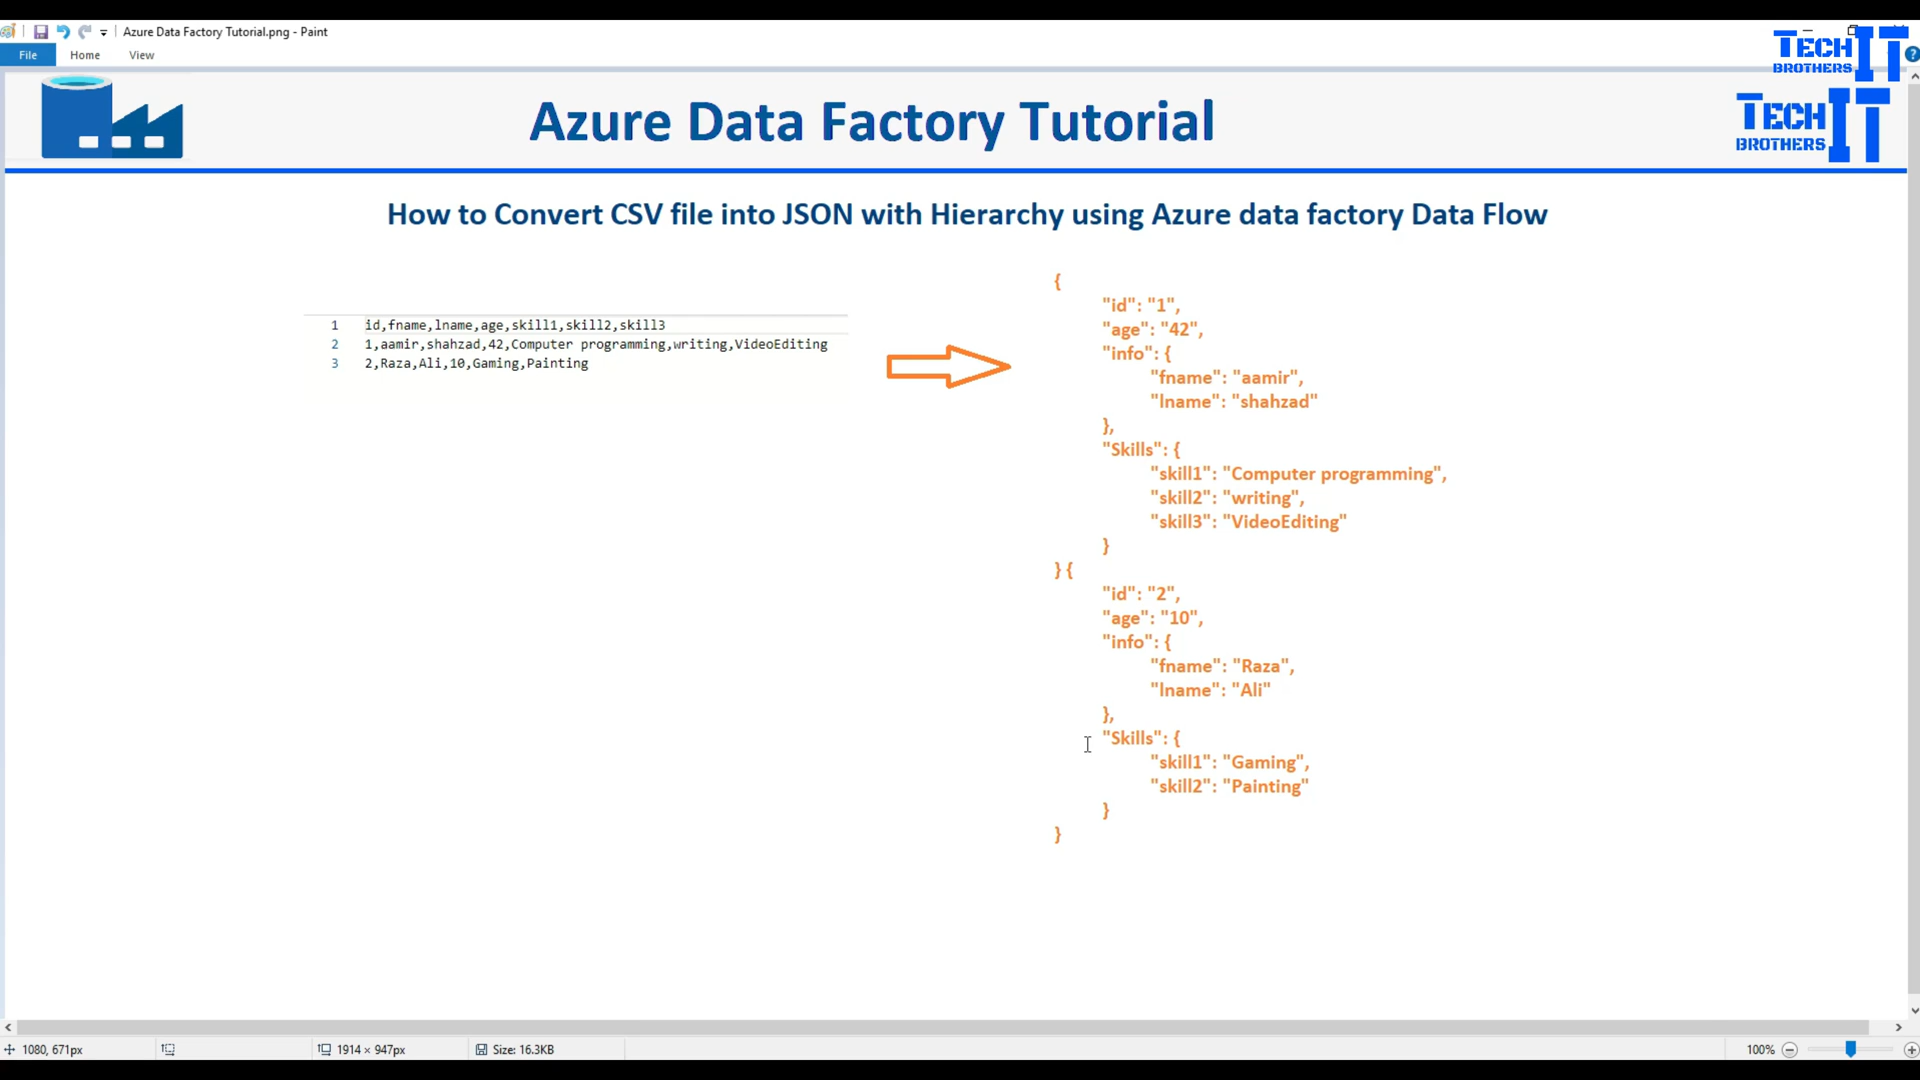 Azure Data Factory Tutorial.png - Paint
File Home View
TECH IT
BROTHERS
Azure Data Factory Tutorial
TECH IT
BROTHERS
How to Convert CSV file into JSON with Hierarchy using Azure data factory Data Flow
1 id,fname,lname,age,skill1,skill2,skill3
2 1,aamir,shahzad,42,Computer programming,writing,VideoEditing
3 2,Raza,Ali,10,Gaming,Painting
{
"id": "1",
"age": "42",
"info": {
"fname": "aamir",
"lname": "shahzad"
},
"Skills": {
"skill1": "Computer programming",
"skill2": "writing",
"skill3": "VideoEditing"
}
} {
"id": "2",
"age": "10",
"info": {
"fname": "Raza",
"lname": "Ali"
},
"Skills": {
"skill1": "Gaming",
"skill2": "Painting"
}
}
1080, 671px 1914 × 947px Size: 16.3KB 100%